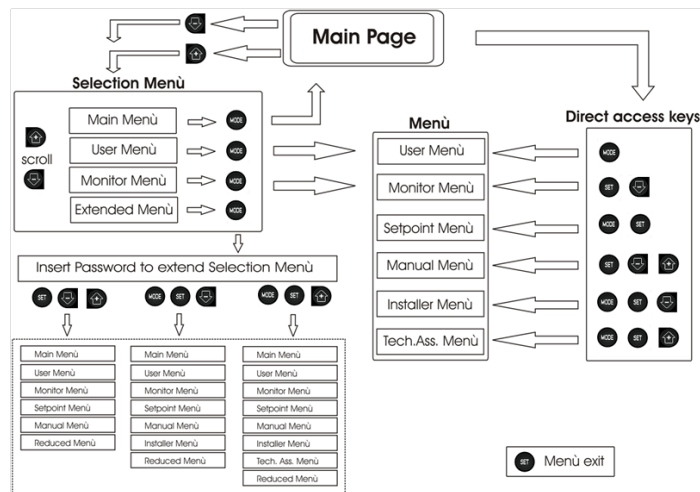 Main Page
Selection Menù
scroll
Main Menù
MODE
User Menù
MODE
Monitor Menù
MODE
Extended Menù
MODE
Insert Password to extend Selection Menù
SET
MODE SET
MODE SET
Main Menù
User Menù
Monitor Menù
Setpoint Menù
Manual Menù
Reduced Menù
Main Menù
User Menù
Monitor Menù
Setpoint Menù
Manual Menù
Installer Menù
Reduced Menù
Main Menù
User Menù
Monitor Menù
Setpoint Menù
Manual Menù
Installer Menù
Tech. Ass. Menù
Reduced Menù
Menù
User Menù
Monitor Menù
Setpoint Menù
Manual Menù
Installer Menù
Tech.Ass. Menù
Direct access keys
MODE
SET
MODE SET
SET
MODE SET
MODE SET
SET Menù exit